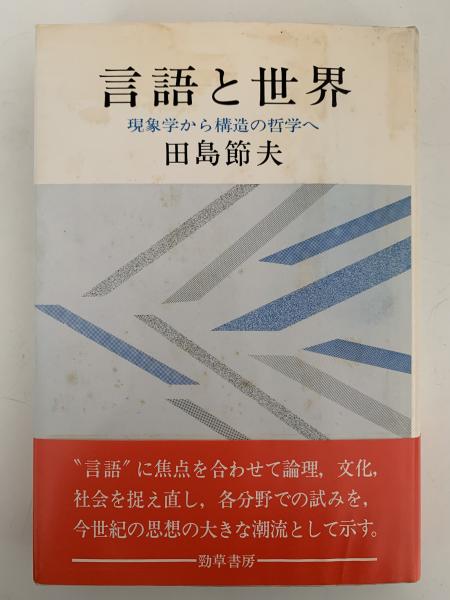 言語と世界
現象学から構造の哲学へ
田島節夫
〝言語〟に焦点を合わせて論理，文化，
社会を捉え直し，各分野での試みを，
今世紀の思想の大きな潮流として示す。
勁草書房